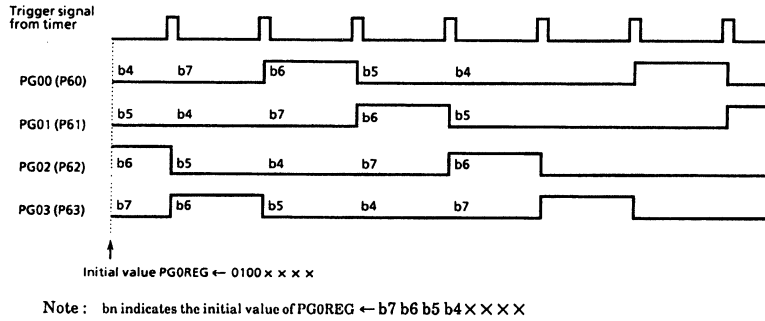 Trigger signal
from timer
PG00 (P60) b4 b7 b6 b5 b4
PG01 (P61) b5 b4 b7 b6 b5
PG02 (P62) b6 b5 b4 b7 b6
PG03 (P63) b7 b6 b5 b4 b7
Initial value PG0REG ← 0100××××
Note : bn indicates the initial value of PG0REG ← b7 b6 b5 b4 ××××